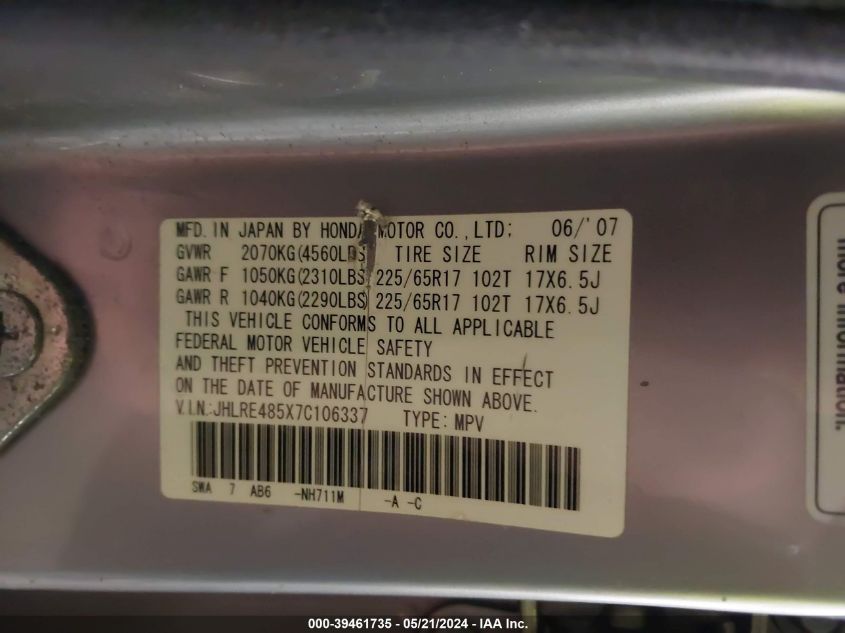 MFD. IN JAPAN BY HONDA MOTOR CO.,LTD: 06/'07
GVWR 2070KG(4560LBS) TIRE SIZE RIM SIZE
GAWR F 1050KG(2310LBS) 225/65R17 102T 17X6.5J
GAWR R 1040KG(2290LBS) 225/65R17 102T 17X6.5J
THIS VEHICLE CONFORMS TO ALL APPLICABLE
FEDERAL MOTOR VEHICLE SAFETY
AND THEFT PREVENTION STANDARDS IN EFFECT
ON THE DATE OF MANUFACTURE SHOWN ABOVE.
V.I.N.:JHLRE485X7C106337 TYPE: MPV
SWA 7 AB6 -NH711M -A -C
more information.
000-39461735 - 05/21/2024 - IAA Inc.